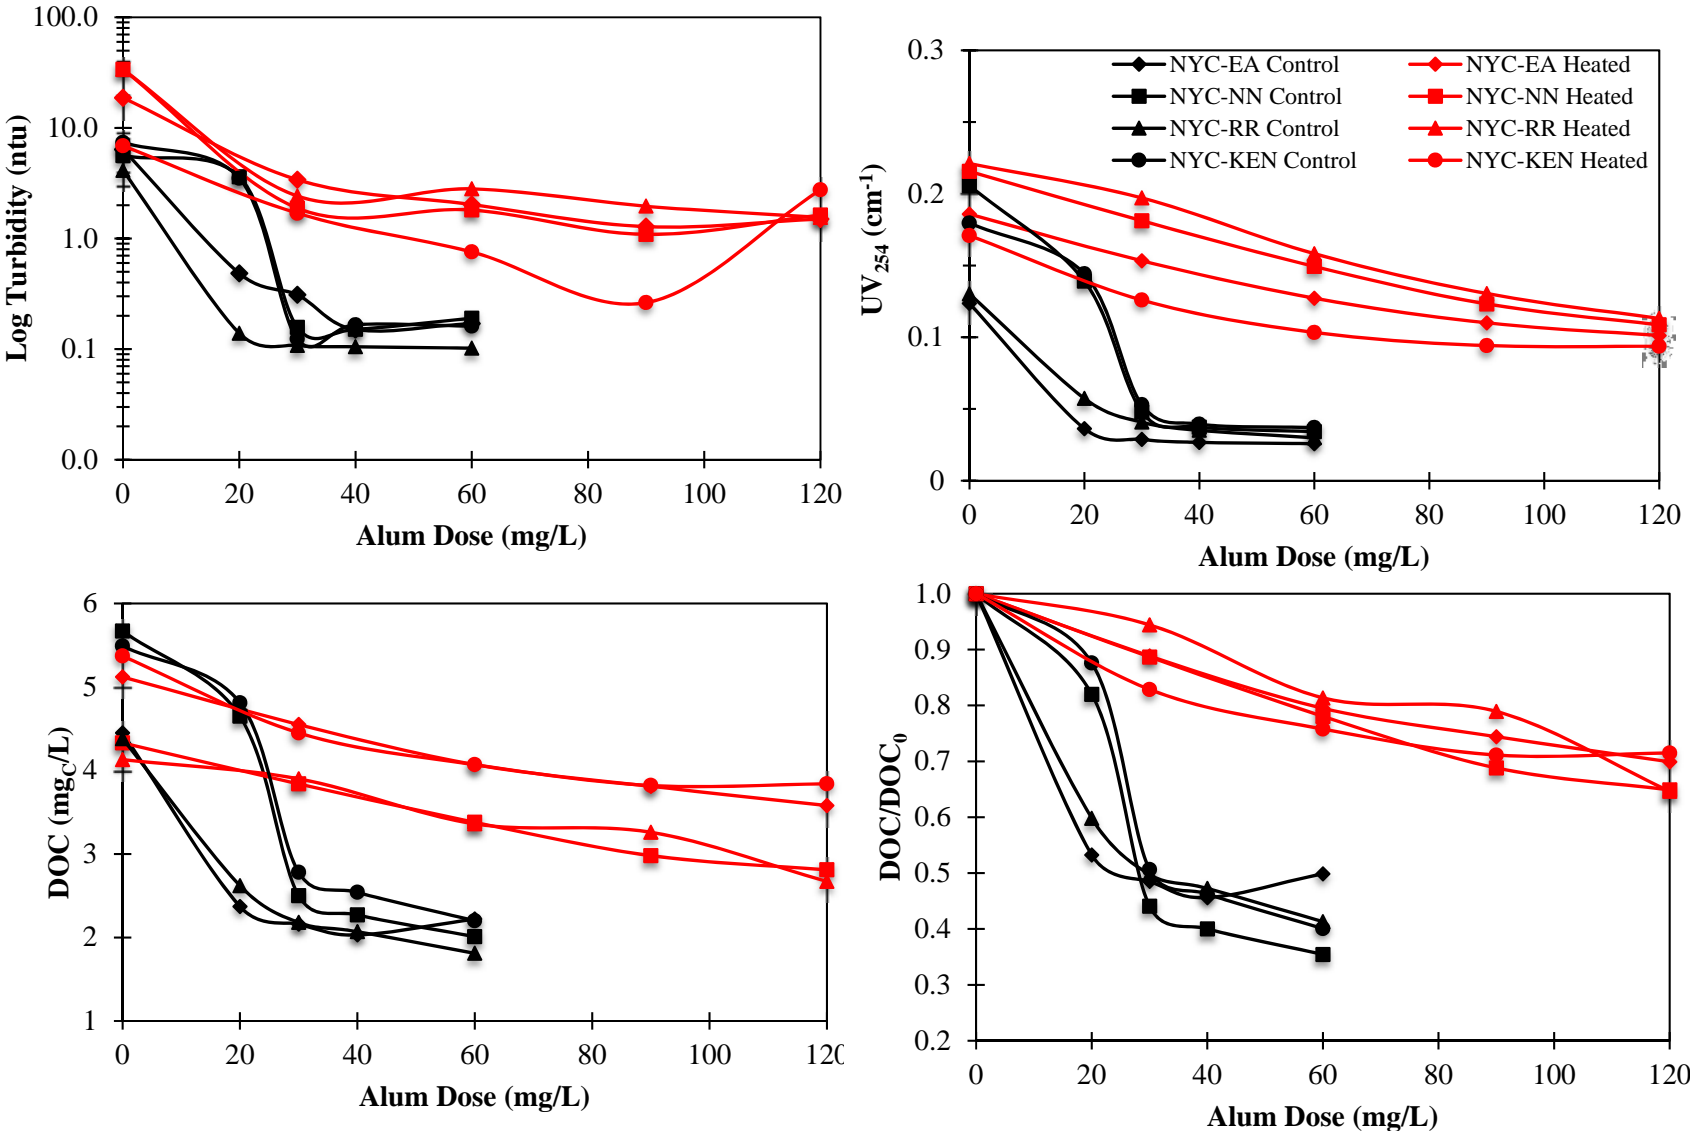 100.0
10.0
1.0
0.1
0.0
Log Turbidity (ntu)
0 20 40 60 80 100 120
Alum Dose (mg/L)
0.3
0.2
0.1
0
UV254 (cm-1)
NYC-EA Control NYC-EA Heated
NYC-NN Control NYC-NN Heated
NYC-RR Control NYC-RR Heated
NYC-KEN Control NYC-KEN Heated
0 20 40 60 80 100 120
Alum Dose (mg/L)
6
5
4
3
2
1
DOC (mgC/L)
0 20 40 60 80 100 120
Alum Dose (mg/L)
1.0
0.9
0.8
0.7
0.6
0.5
0.4
0.3
0.2
DOC/DOC0
0 20 40 60 80 100 120
Alum Dose (mg/L)